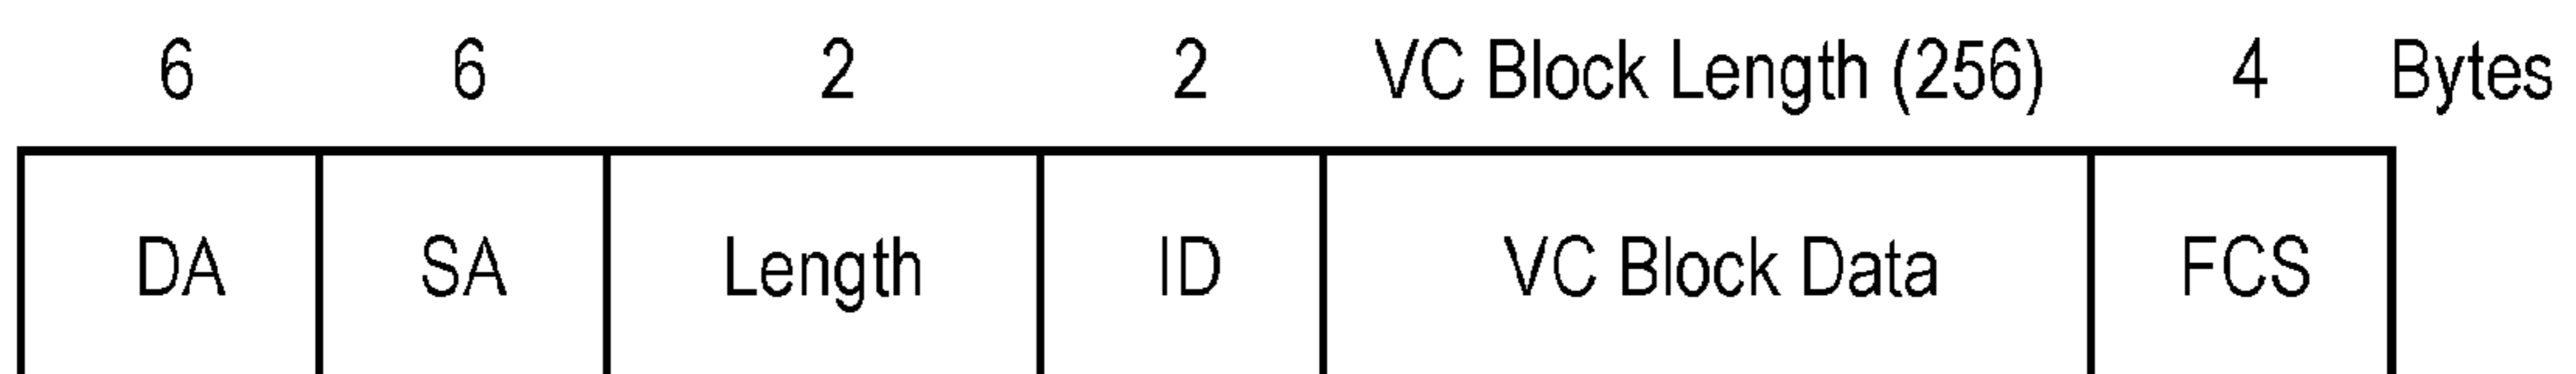 6 6 2 2 VC Block Length (256) 4 Bytes
DA SA Length ID VC Block Data FCS